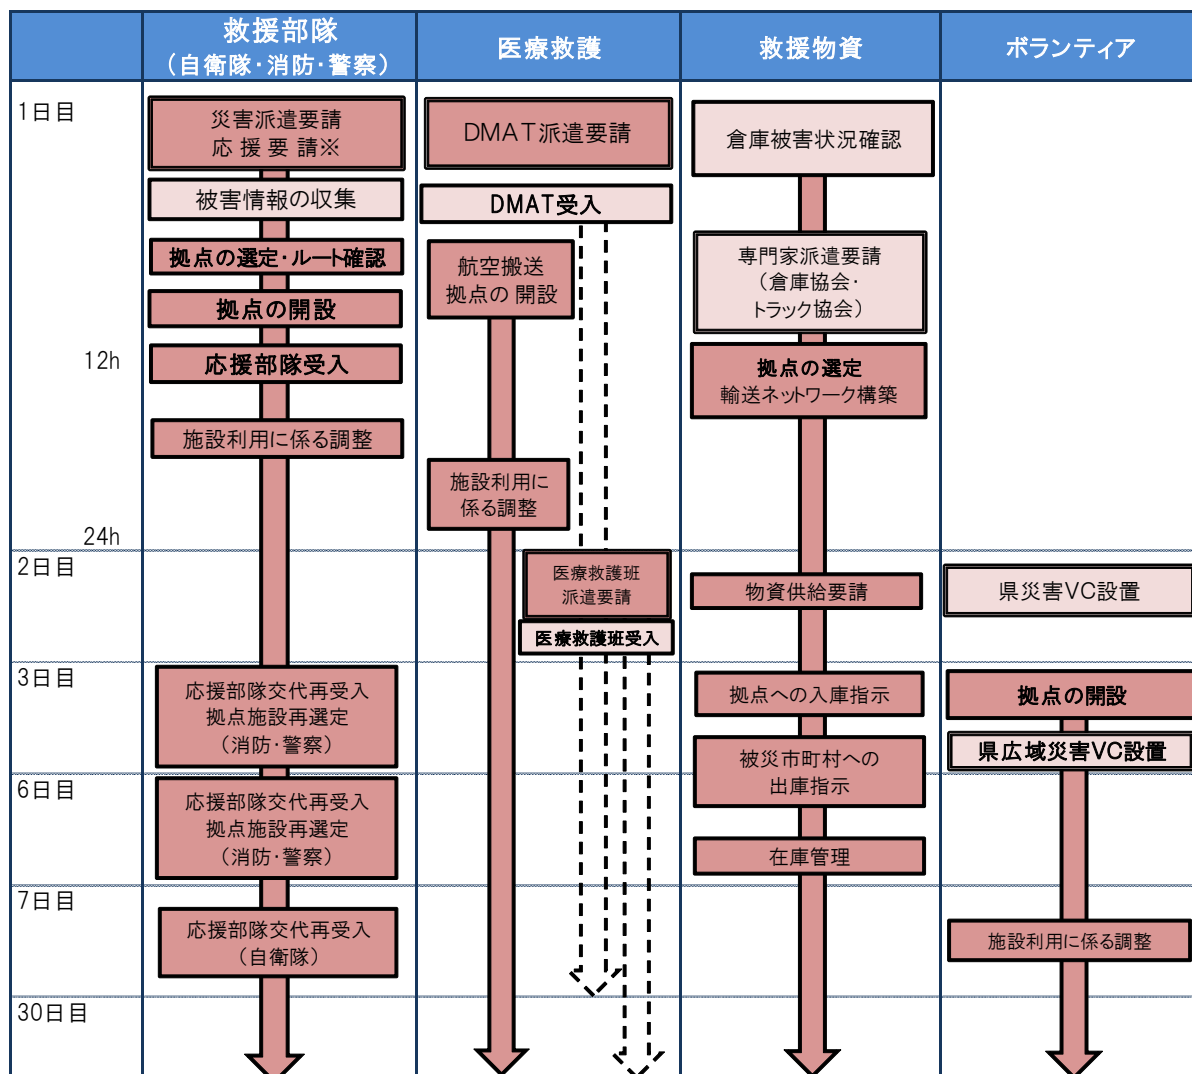 救援部隊
（自衛隊・消防・警察）
医療救護
救援物資
ボランティア
1日目
災害派遣要請
応援要請※
DMAT派遣要請
倉庫被害状況確認
被害情報の収集
DMAT受入
拠点の選定・ルート確認
航空搬送
拠点の開設
専門家派遣要請
（倉庫協会・
トラック協会）
拠点の開設
12h
応援部隊受入
拠点の選定
輸送ネットワーク構築
施設利用に係る調整
施設利用に
係る調整
24h
2日目
医療救護班
派遣要請
物資供給要請
県災害VC設置
医療救護班受入
3日目
応援部隊交代再受入
拠点施設再選定
（消防・警察）
拠点への入庫指示
拠点の開設
県広域災害VC設置
被災市町村への
出庫指示
6日目
応援部隊交代再受入
拠点施設再選定
（消防・警察）
在庫管理
7日目
応援部隊交代再受入
（自衛隊）
施設利用に係る調整
30日目